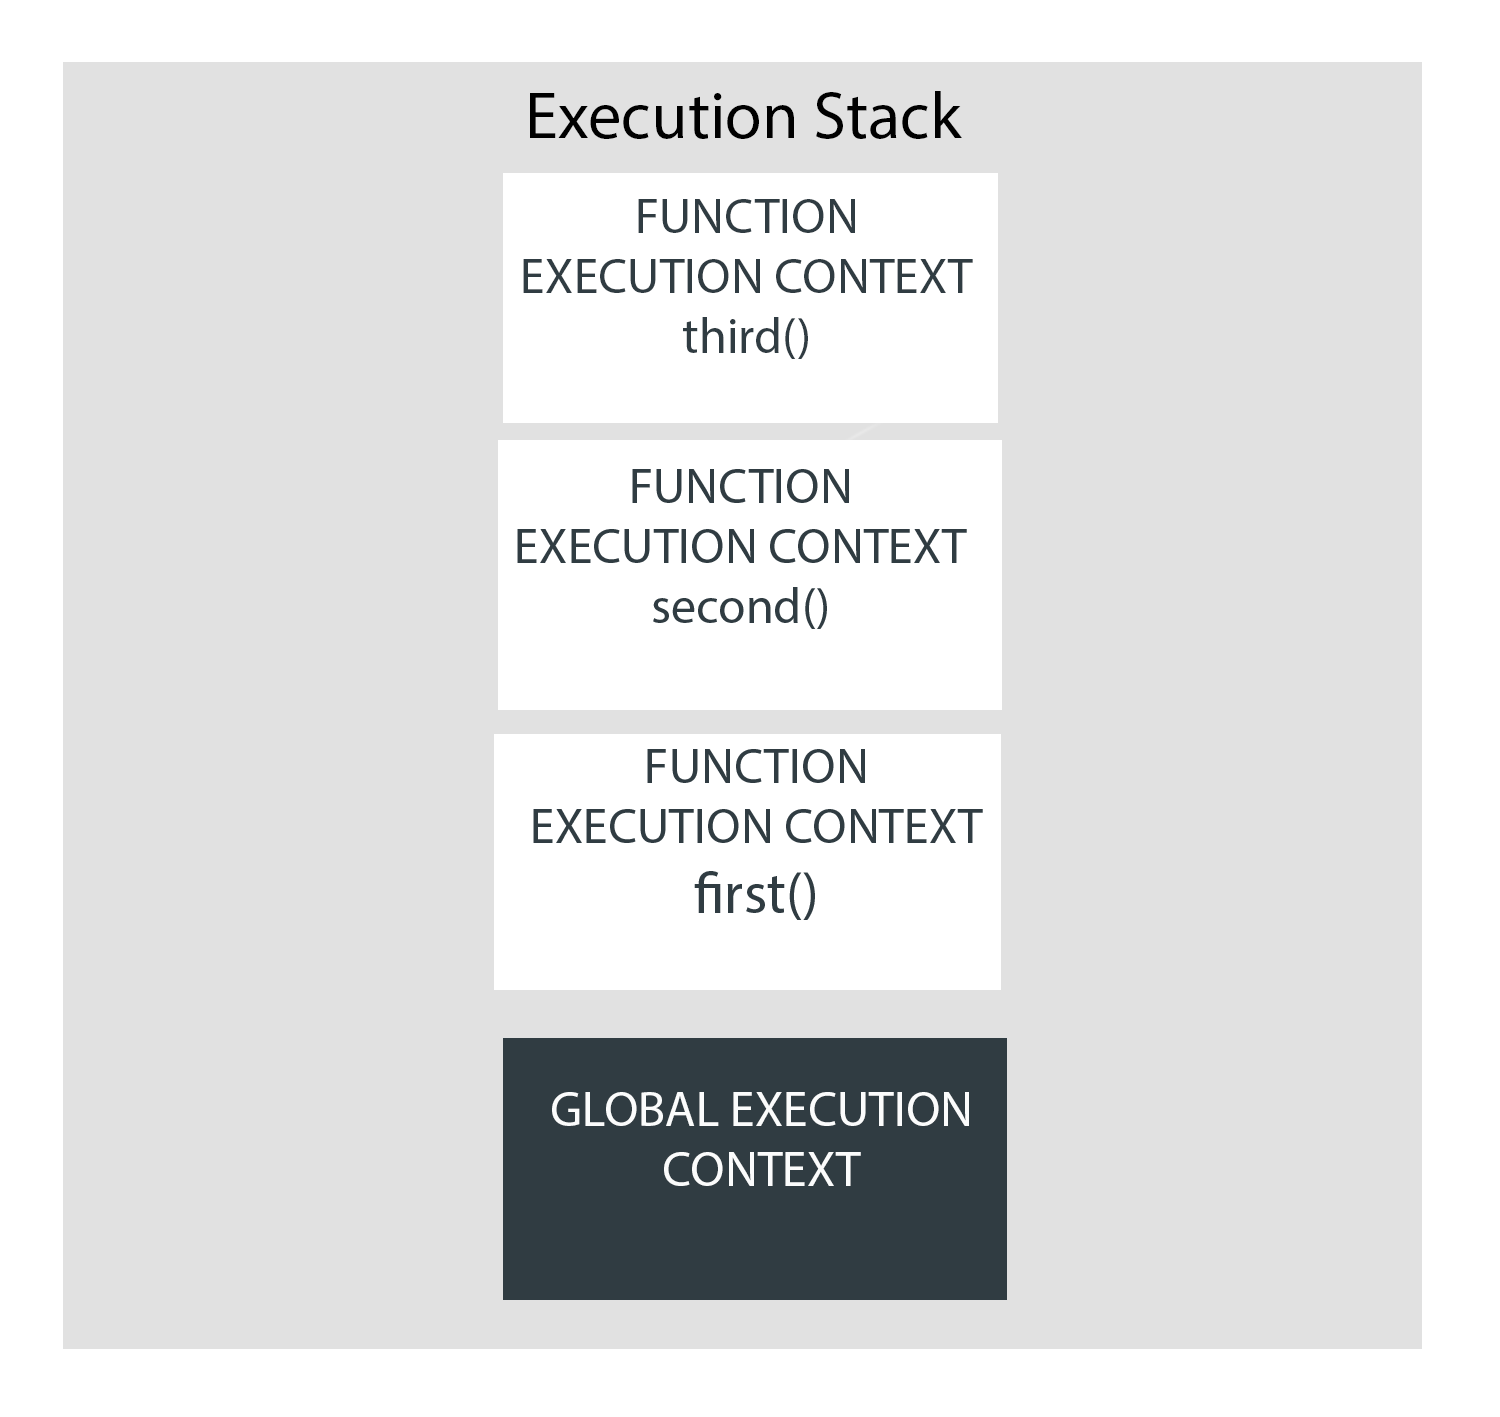 Execution Stack
FUNCTION
EXECUTION CONTEXT
third()
FUNCTION
EXECUTION CONTEXT
second()
FUNCTION
EXECUTION CONTEXT
first()
GLOBAL EXECUTION
CONTEXT